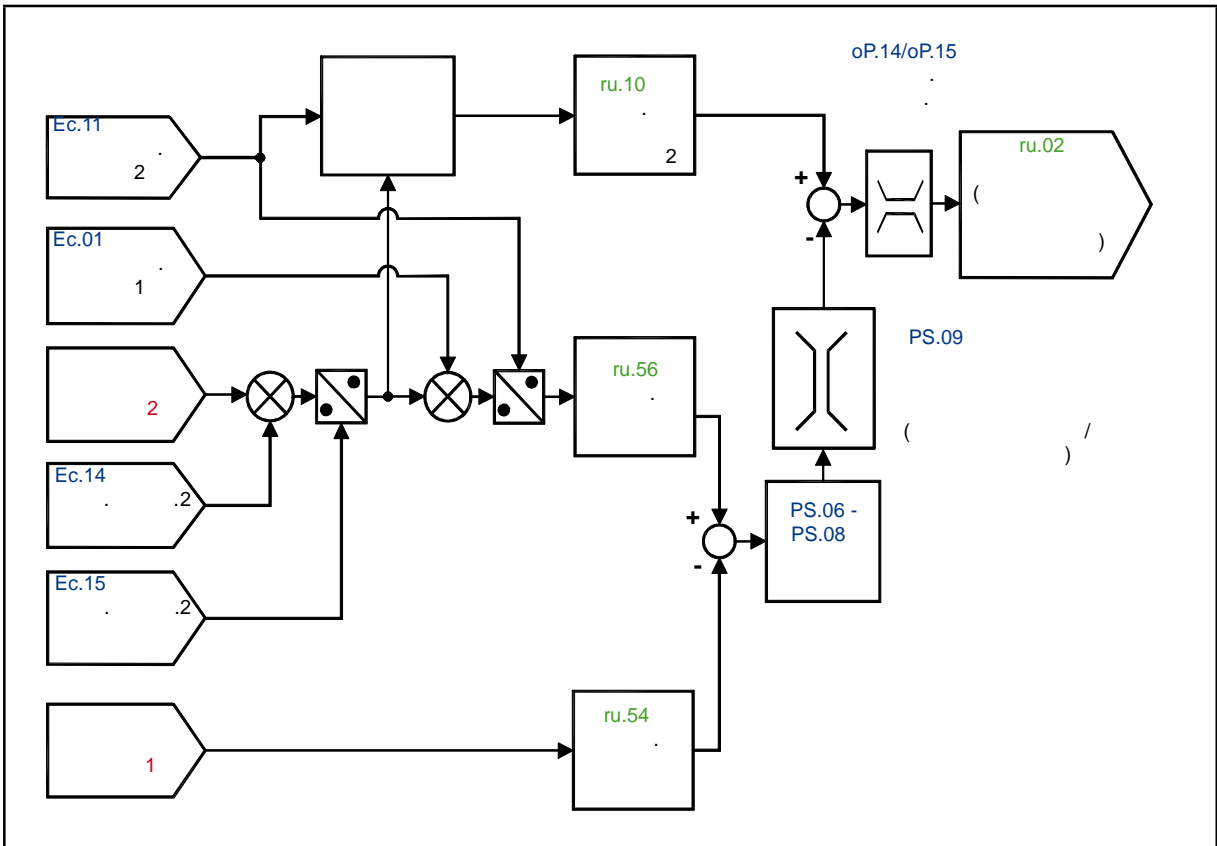 oP.14/oP.15
.
.
ru.10
.
2
Ec.11
.
2
ru.02
(
)
+
-
Ec.01
.
1
PS.09
(                /
)
ru.56
.
2
Ec.14
.      .2
PS.06 -
PS.08
+
-
Ec.15
.      .2
ru.54
.
1